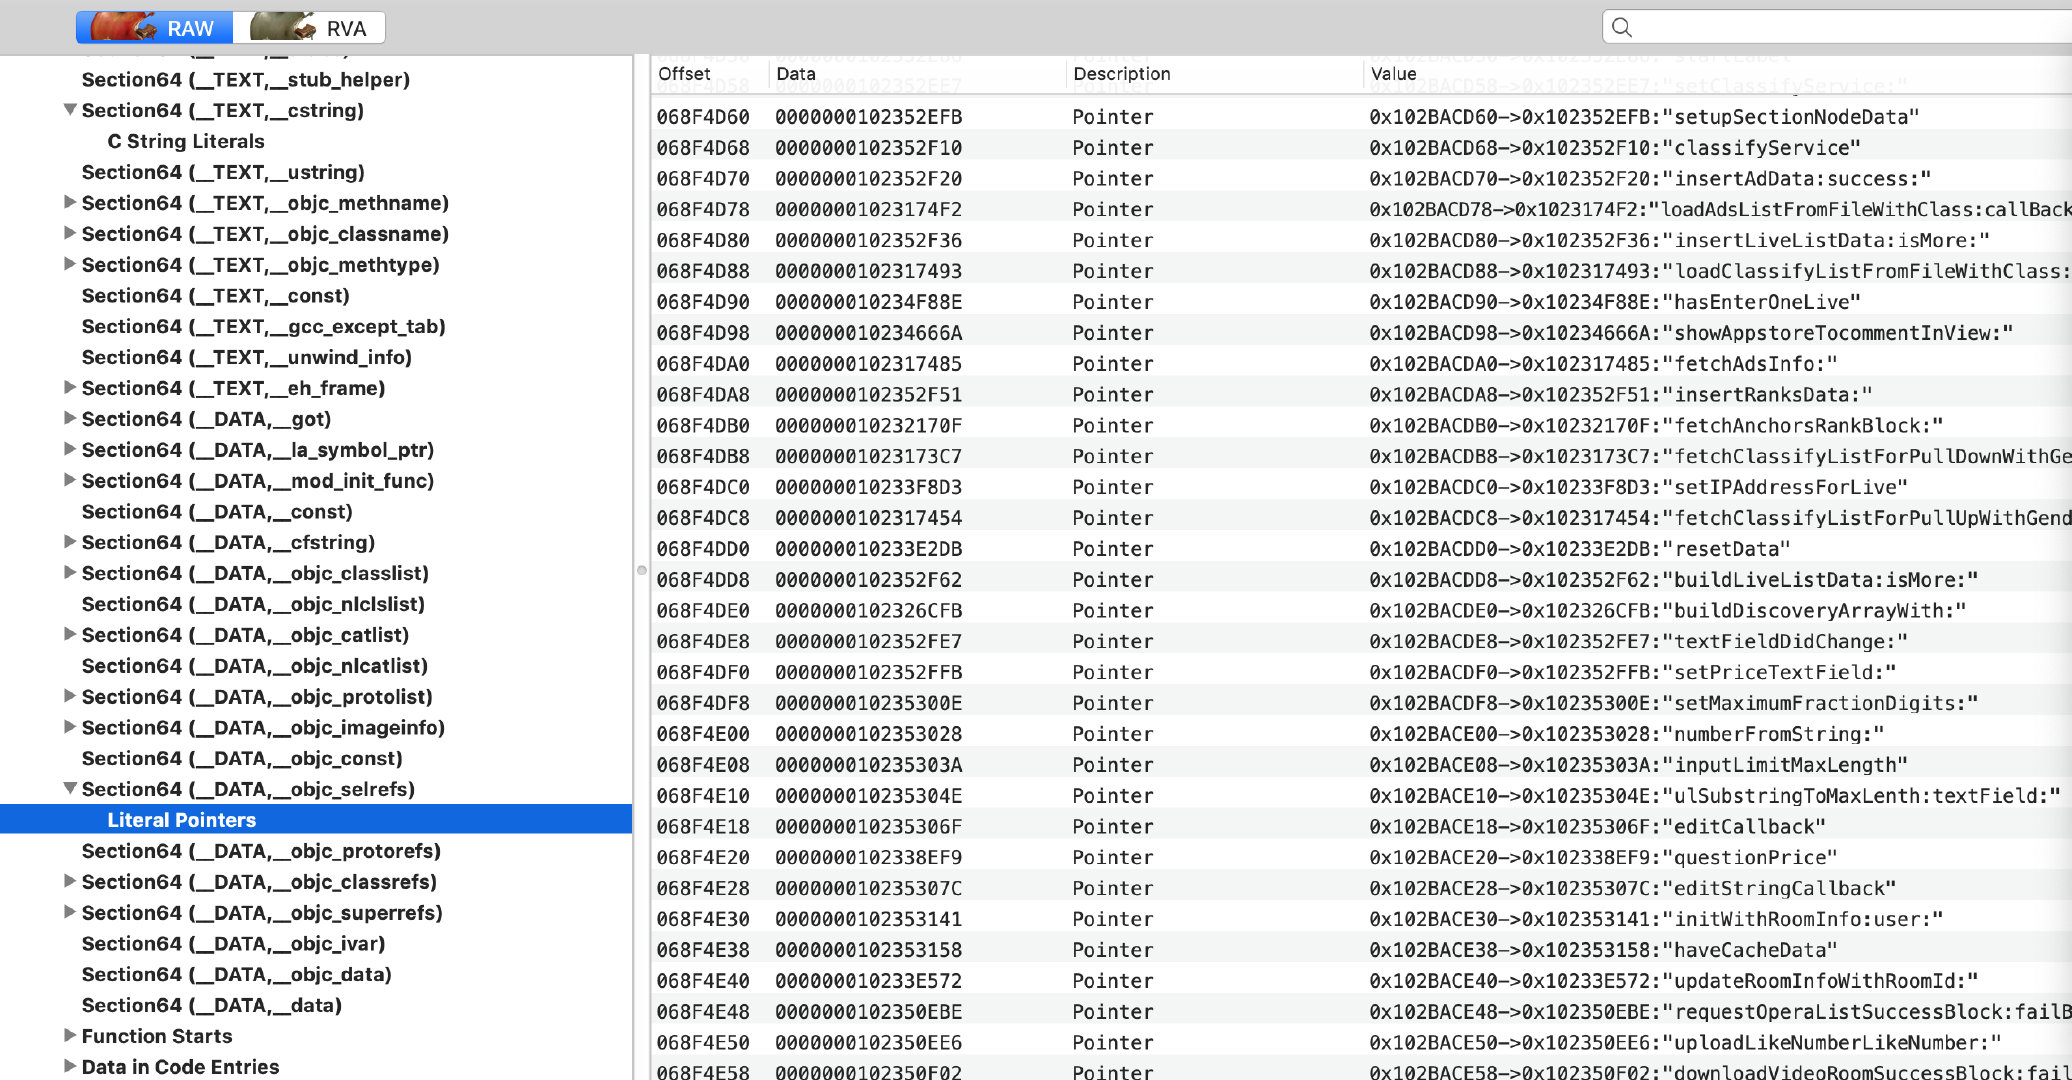 RAW
RVA
Section64 (__TEXT,__stub_helper)
Section64 (__TEXT,__cstring)
C String Literals
Section64 (__TEXT,__ustring)
Section64 (__TEXT,__objc_methname)
Section64 (__TEXT,__objc_classname)
Section64 (__TEXT,__objc_methtype)
Section64 (__TEXT,__const)
Section64 (__TEXT,__gcc_except_tab)
Section64 (__TEXT,__unwind_info)
Section64 (__TEXT,__eh_frame)
Section64 (__DATA,__got)
Section64 (__DATA,__la_symbol_ptr)
Section64 (__DATA,__mod_init_func)
Section64 (__DATA,__const)
Section64 (__DATA,__cfstring)
Section64 (__DATA,__objc_classlist)
Section64 (__DATA,__objc_nlclslist)
Section64 (__DATA,__objc_catlist)
Section64 (__DATA,__objc_nlcatlist)
Section64 (__DATA,__objc_protolist)
Section64 (__DATA,__objc_imageinfo)
Section64 (__DATA,__objc_const)
Section64 (__DATA,__objc_selrefs)
Literal Pointers
Section64 (__DATA,__objc_protorefs)
Section64 (__DATA,__objc_classrefs)
Section64 (__DATA,__objc_superrefs)
Section64 (__DATA,__objc_ivar)
Section64 (__DATA,__objc_data)
Section64 (__DATA,__data)
Function Starts
Data in Code Entries
Offset Data Description Value
068F4D60 0000000102352EFB Pointer 0x102BACD60->0x102352EFB:"setupSectionNodeData"
068F4D68 0000000102352F10 Pointer 0x102BACD68->0x102352F10:"classifyService"
068F4D70 0000000102352F20 Pointer 0x102BACD70->0x102352F20:"insertAdData:success:"
068F4D78 00000001023174F2 Pointer 0x102BACD78->0x1023174F2:"loadAdsListFromFileWithClass:callBack
068F4D80 0000000102352F36 Pointer 0x102BACD80->0x102352F36:"insertLiveListData:isMore:"
068F4D88 0000000102317493 Pointer 0x102BACD88->0x102317493:"loadClassifyListFromFileWithClass:
068F4D90 000000010234F88E Pointer 0x102BACD90->0x10234F88E:"hasEnterOneLive"
068F4D98 000000010234666A Pointer 0x102BACD98->0x10234666A:"showAppstoreTocommentInView:"
068F4DA0 0000000102317485 Pointer 0x102BACDA0->0x102317485:"fetchAdsInfo:"
068F4DA8 0000000102352F51 Pointer 0x102BACDA8->0x102352F51:"insertRanksData:"
068F4DB0 000000010232170F Pointer 0x102BACDB0->0x10232170F:"fetchAnchorsRankBlock:"
068F4DB8 00000001023173C7 Pointer 0x102BACDB8->0x1023173C7:"fetchClassifyListForPullDownWithGe
068F4DC0 000000010233F8D3 Pointer 0x102BACDC0->0x10233F8D3:"setIPAddressForLive"
068F4DC8 0000000102317454 Pointer 0x102BACDC8->0x102317454:"fetchClassifyListForPullUpWithGend
068F4DD0 000000010233E2DB Pointer 0x102BACDD0->0x10233E2DB:"resetData"
068F4DD8 0000000102352F62 Pointer 0x102BACDD8->0x102352F62:"buildLiveListData:isMore:"
068F4DE0 0000000102326CFB Pointer 0x102BACDE0->0x102326CFB:"buildDiscoveryArrayWith:"
068F4DE8 0000000102352FE7 Pointer 0x102BACDE8->0x102352FE7:"textFieldDidChange:"
068F4DF0 0000000102352FFB Pointer 0x102BACDF0->0x102352FFB:"setPriceTextField:"
068F4DF8 000000010235300E Pointer 0x102BACDF8->0x10235300E:"setMaximumFractionDigits:"
068F4E00 0000000102353028 Pointer 0x102BACE00->0x102353028:"numberFromString:"
068F4E08 000000010235303A Pointer 0x102BACE08->0x10235303A:"inputLimitMaxLength"
068F4E10 000000010235304E Pointer 0x102BACE10->0x10235304E:"ulSubstringToMaxLenth:textField:"
068F4E18 000000010235306F Pointer 0x102BACE18->0x10235306F:"editCallback"
068F4E20 0000000102338EF9 Pointer 0x102BACE20->0x102338EF9:"questionPrice"
068F4E28 000000010235307C Pointer 0x102BACE28->0x10235307C:"editStringCallback"
068F4E30 0000000102353141 Pointer 0x102BACE30->0x102353141:"initWithRoomInfo:user:"
068F4E38 0000000102353158 Pointer 0x102BACE38->0x102353158:"haveCacheData"
068F4E40 000000010233E572 Pointer 0x102BACE40->0x10233E572:"updateRoomInfoWithRoomId:"
068F4E48 0000000102350EBE Pointer 0x102BACE48->0x102350EBE:"requestOperaListSuccessBlock:failB
068F4E50 0000000102350EE6 Pointer 0x102BACE50->0x102350EE6:"uploadLikeNumberLikeNumber:"
068F4E58 0000000102350F02 Pointer 0x102BACE58->0x102350F02:"downloadVideoRoomSuccessBlock:fail